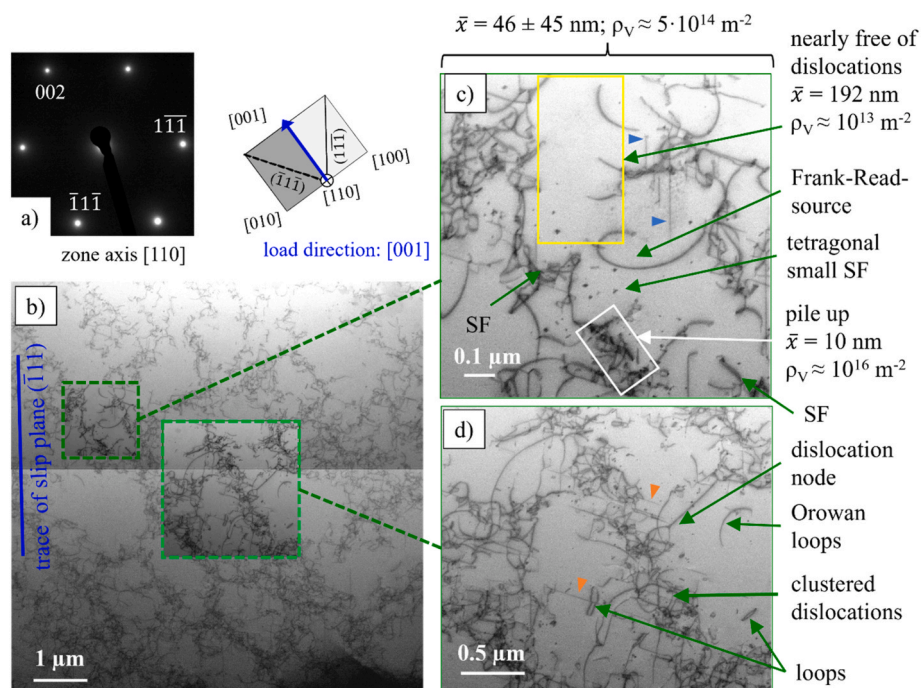 x̄ = 46 ± 45 nm; ρV ≈ 5·10¹⁴ m⁻²
a)
002
11̅1̅
1̅11̅
zone axis [110]
[001]
(11̅1̅)
(1̅11̅)
[100]
[010]
[1̅10]
load direction: [001]
b)
trace of slip plane (1̅11)
1 µm
c)
SF
0.1 µm
nearly free of
dislocations
x̄ = 192 nm
ρV ≈ 10¹³ m⁻²
Frank-Read-
source
tetragonal
small SF
pile up
x̄ = 10 nm
ρV ≈ 10¹⁶ m⁻²
SF
d)
0.5 µm
dislocation
node
Orowan
loops
clustered
dislocations
loops